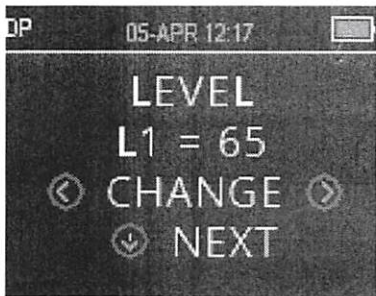 DP 05-APR 12:17
LEVEL
L1 = 65
CHANGE
NEXT